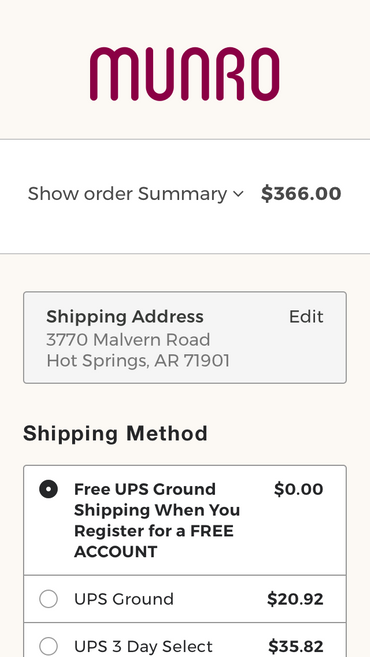 MUNRO
Show order Summary $366.00
Shipping Address Edit
3770 Malvern Road
Hot Springs, AR 71901
Shipping Method
Free UPS Ground $0.00
Shipping When You
Register for a FREE
ACCOUNT
UPS Ground $20.92
UPS 3 Day Select $35.82